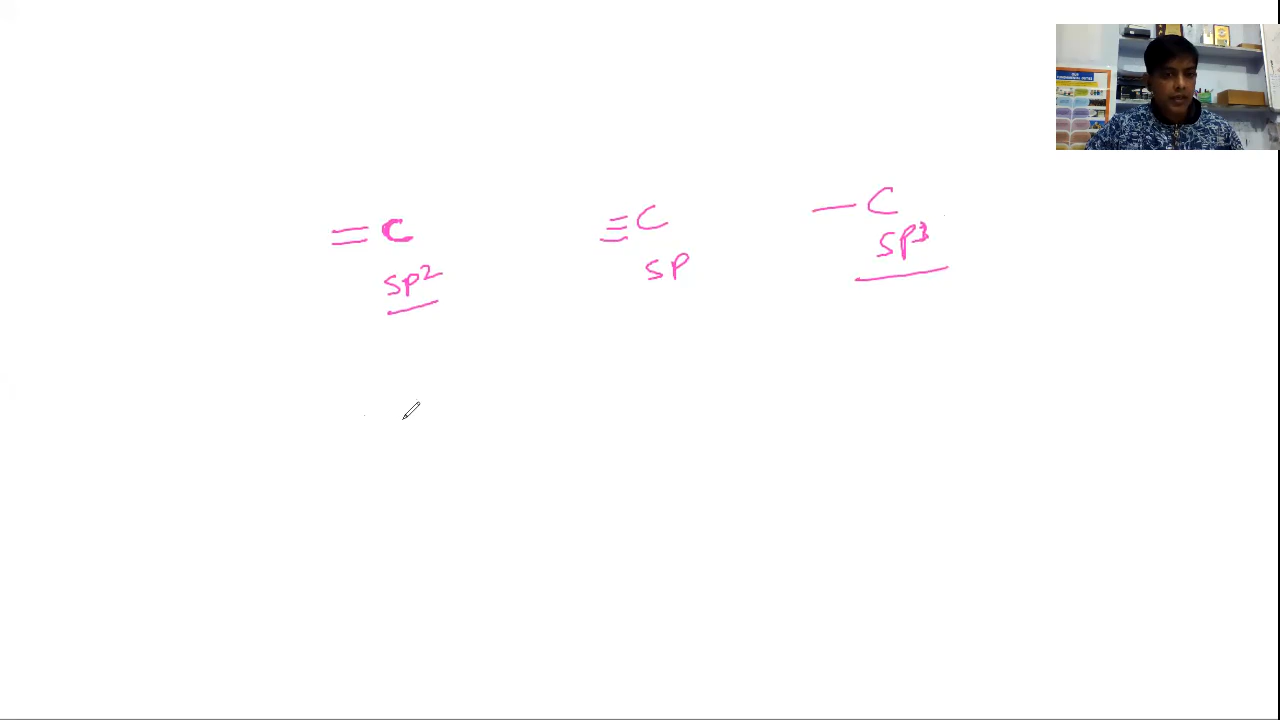 =C ≡C —C
SP² SP SP³